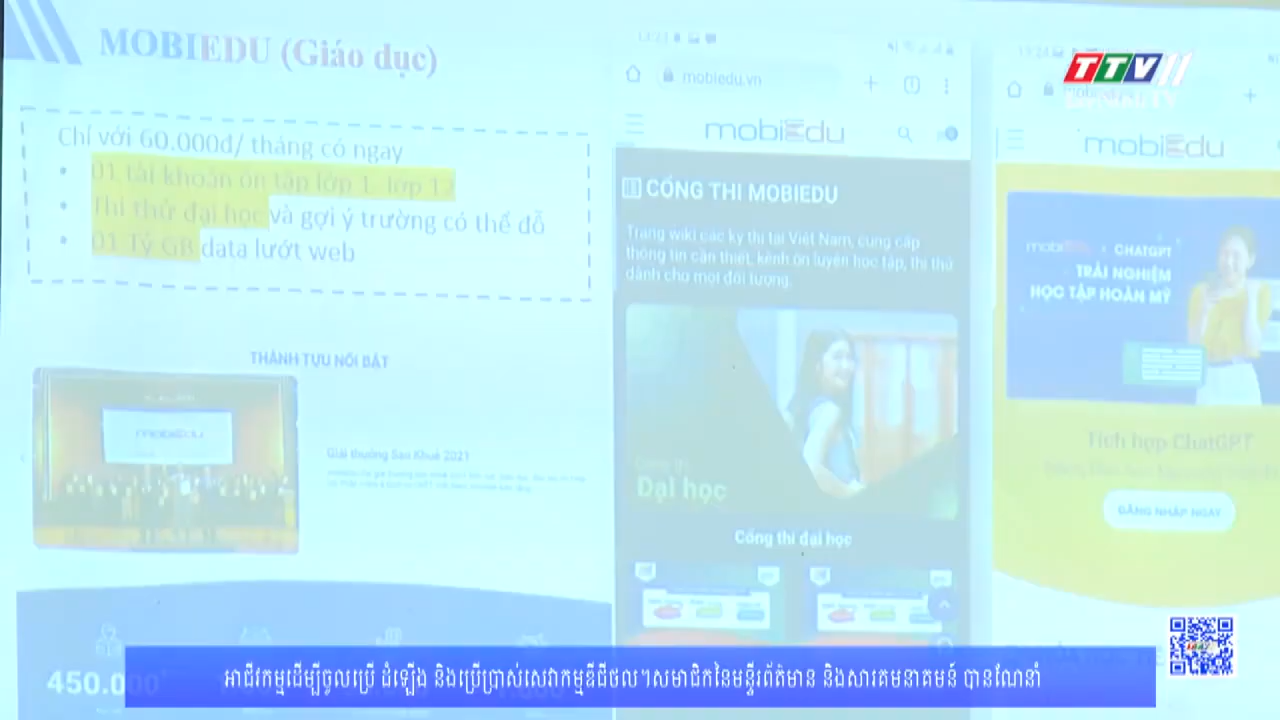 MOBIEDU (Giáo dục)
Chỉ với 60.000đ/ tháng có ngay
• 01 tài khoản ôn tập lớp 1- lớp 12
• Thi thử đại học và gợi ý trường có thể đỗ
• 01 Tỷ GB data lướt web
THÀNH TỰU NỔI BẬT
mobiEdu
Giải thưởng Sao Khuê 2021
450.000+
13:23
mobiedu.vn
mobiEdu
CỔNG THI MOBIEDU
Trang wiki các kỳ thi tại Việt Nam, cung cấp
thông tin cần thiết, kênh ôn luyện học tập, thi thử
dành cho mọi đối tượng.
Đại học
Cổng thi đại học
13:24
TTV11
mobiEdu
mobiEdu x CHATGPT
TRẢI NGHIỆM
HỌC TẬP HOÀN MỸ
Tích hợp ChatGPT
ĐĂNG NHẬP NGAY
អាជីវកម្មដើម្បីចូលប្រើ ដំឡើង និងប្រើប្រាស់សេវាកម្មឌីជីថល។សមាជិកនៃមន្ទីរព័ត៌មាន និងសារគមនាគមន៍ បានណែនាំ